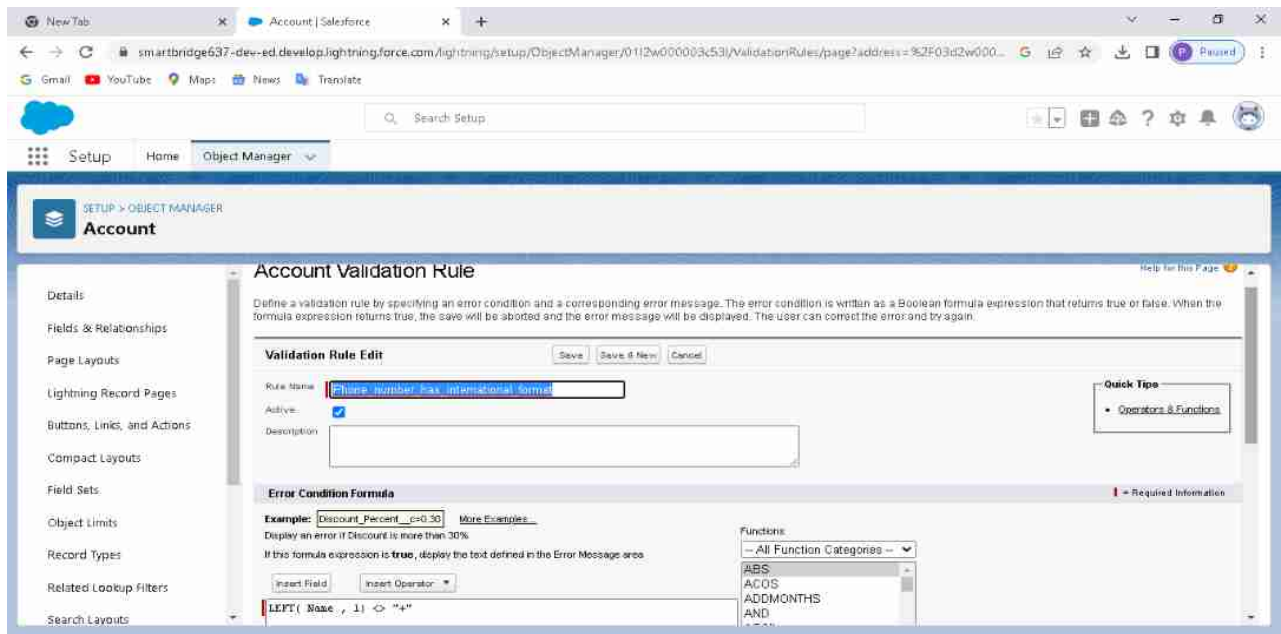 New Tab
Account | Salesforce
smartbridge637-dev-ed.develop.lightning.force.com/lightning/setup/ObjectManager/01I2w000003c53I/ValidationRules/page?address=%2F03d2w000...
Paused
Gmail YouTube Maps News Translate
Search Setup
Setup Home Object Manager
SETUP > OBJECT MANAGER
Account
Details
Fields & Relationships
Page Layouts
Lightning Record Pages
Buttons, Links, and Actions
Compact Layouts
Field Sets
Object Limits
Record Types
Related Lookup Filters
Search Layouts
Account Validation Rule
Help for this Page
Define a validation rule by specifying an error condition and a corresponding error message. The error condition is written as a Boolean formula expression that returns true or false. When the
formula expression returns true, the save will be aborted and the error message will be displayed. The user can correct the error and try again.
Validation Rule Edit
Save Save & New Cancel
Rule Name Phone_number_has_international_format
Active
Description
Quick Tips
Operators & Functions
Error Condition Formula
= Required Information
Example: Discount_Percent__c>0.30 More Examples...
Display an error if Discount is more than 30%
If this formula expression is true, display the text defined in the Error Message area
Insert Field Insert Operator
LEFT( Name , 1) <> "+"
Functions
-- All Function Categories --
ABS
ACOS
ADDMONTHS
AND